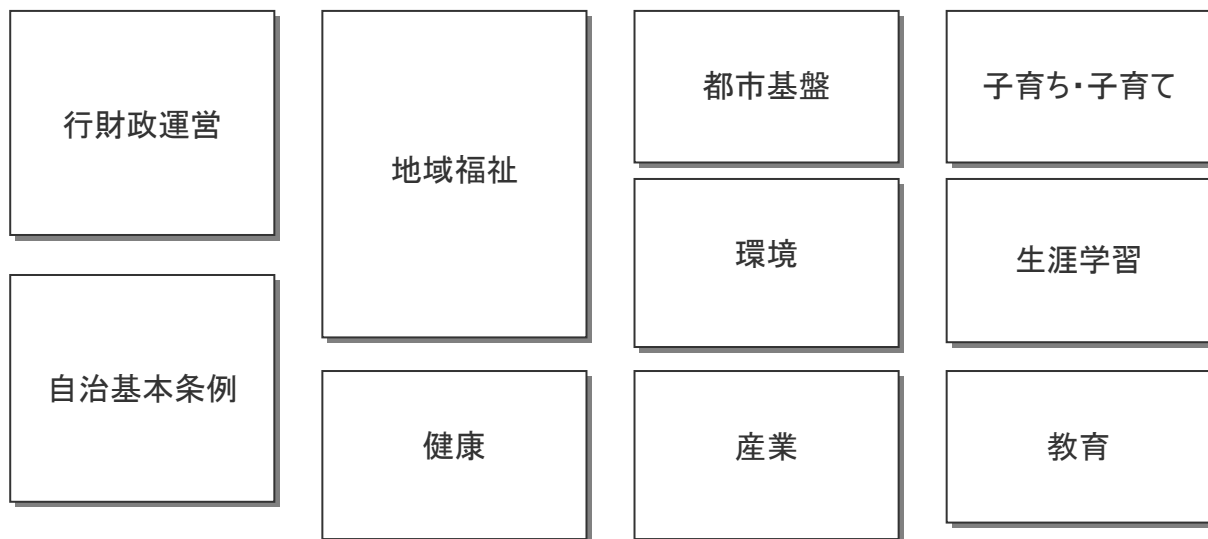 行財政運営
自治基本条例
地域福祉
健康
都市基盤
環境
産業
子育ち・子育て
生涯学習
教育